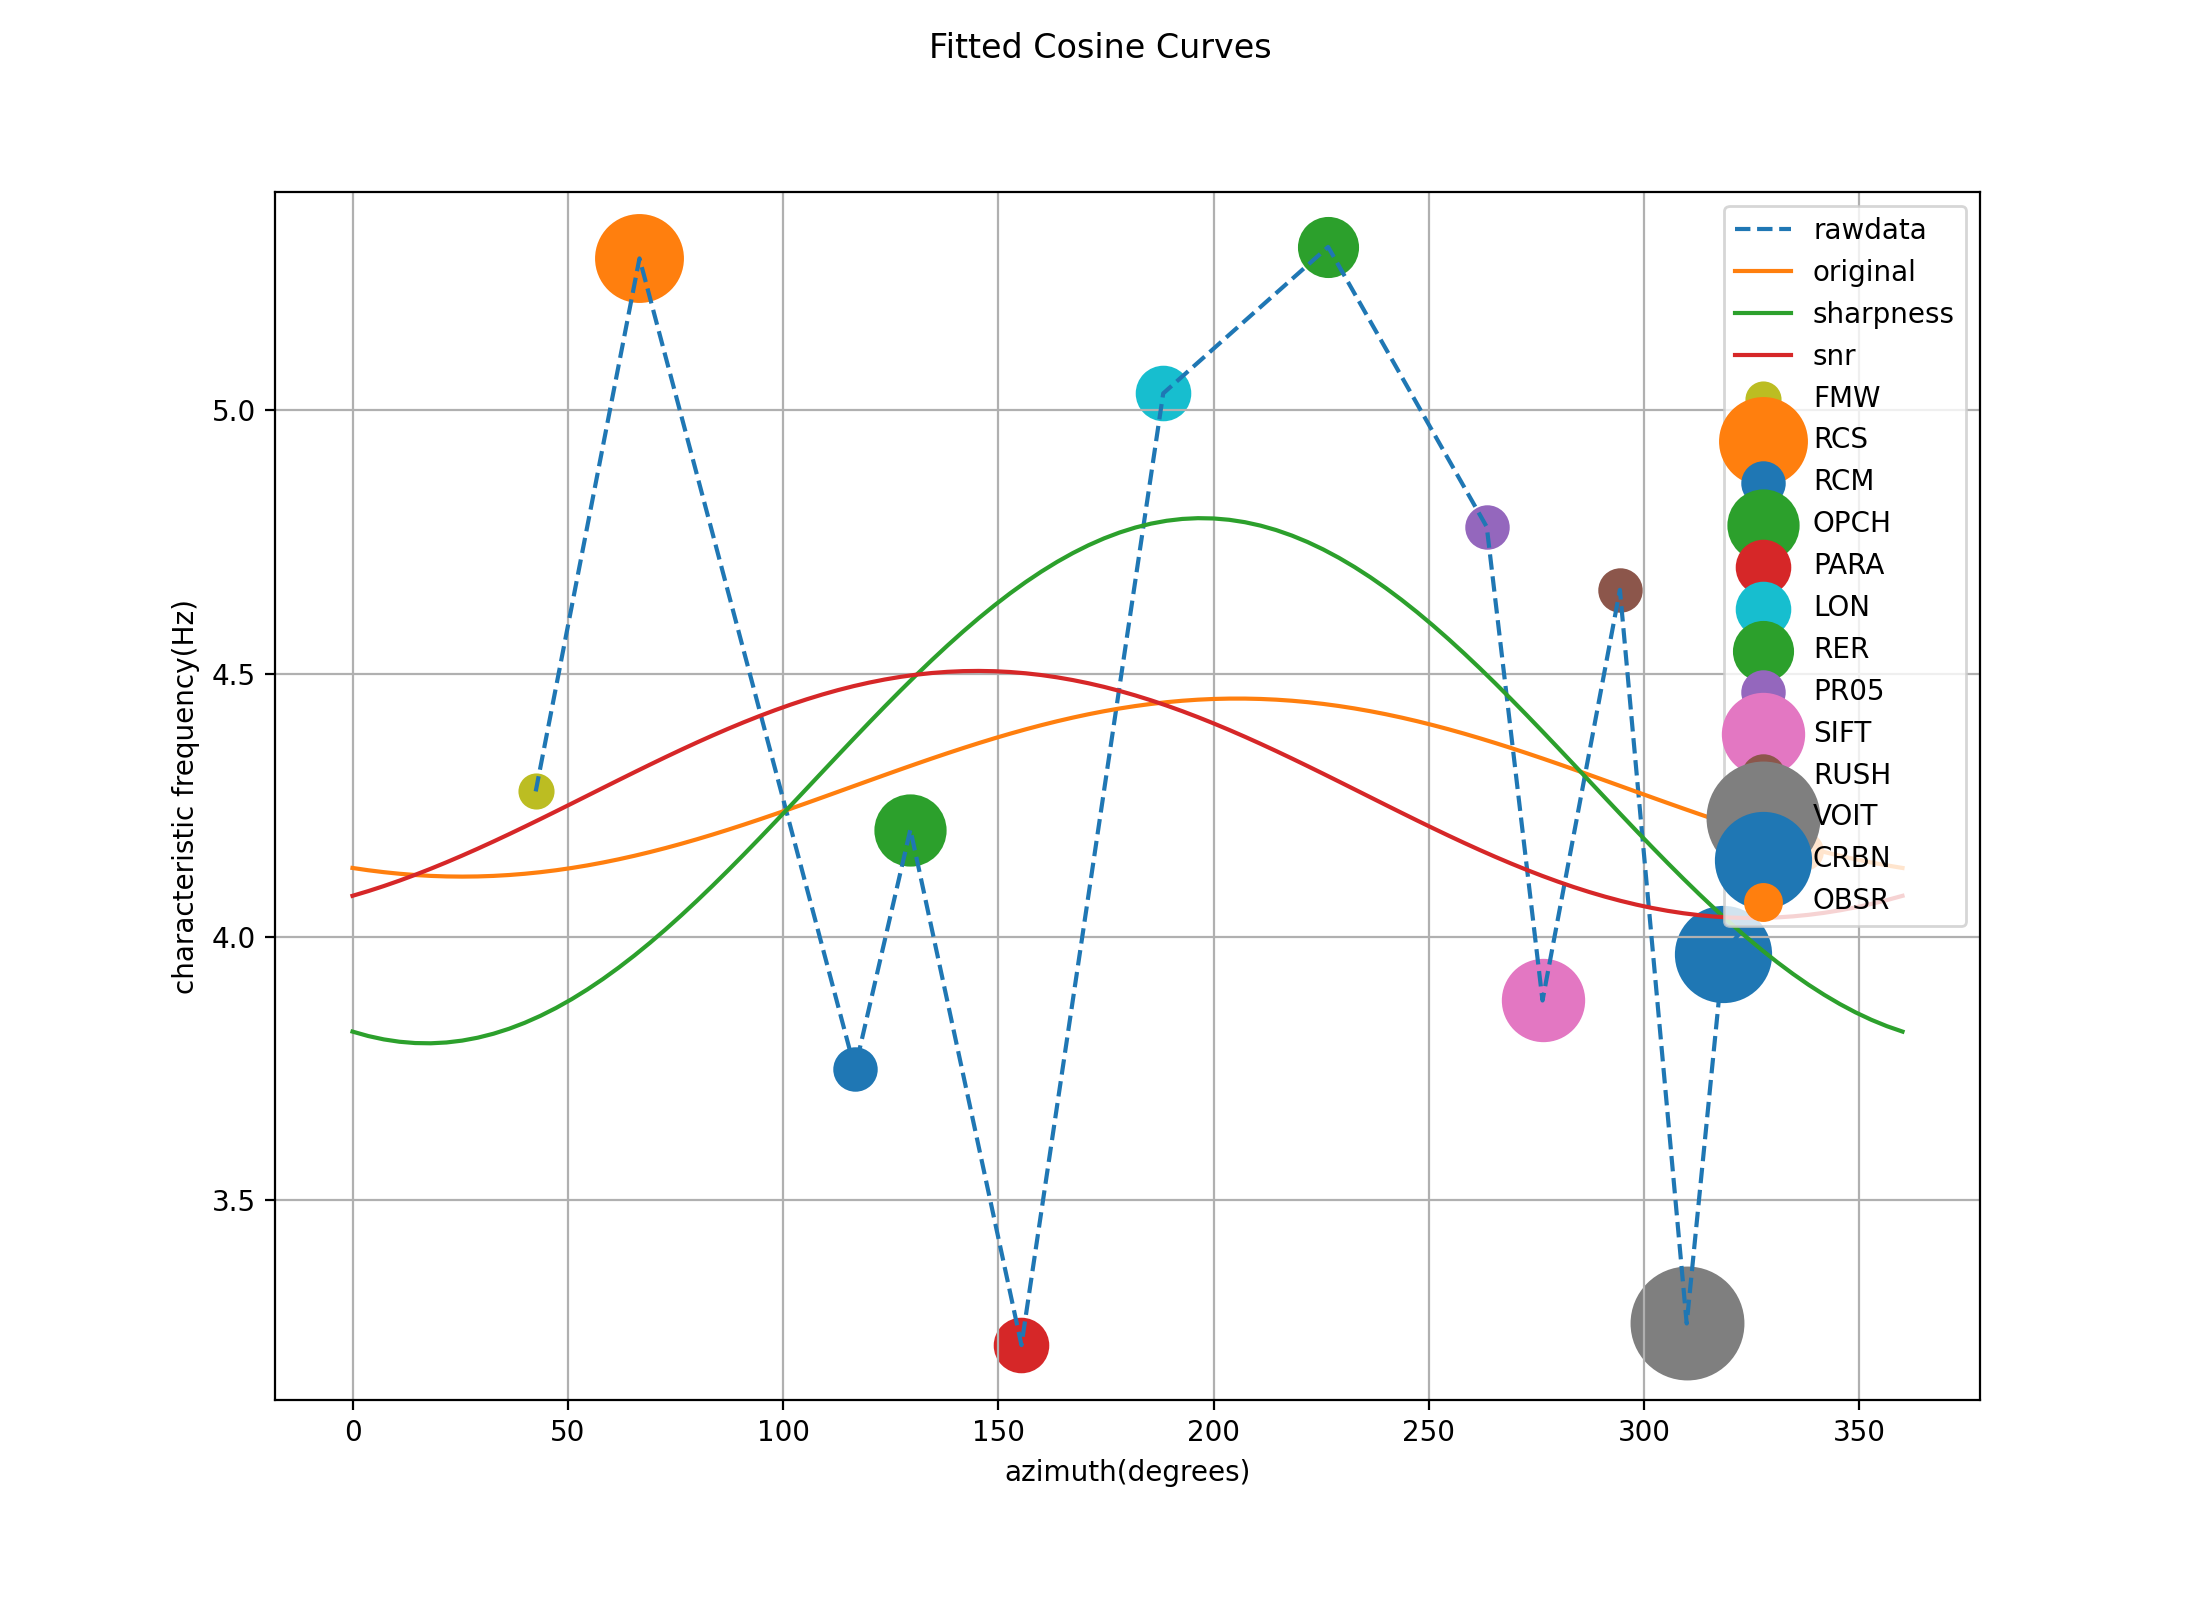 Fitted Cosine Curves
characteristic frequency(Hz)
5.0
4.5
4.0
3.5
0 50 100 150 200 250 300 350
azimuth(degrees)
rawdata
original
sharpness
snr
FMW
RCS
RCM
OPCH
PARA
LON
RER
PR05
SIFT
RUSH
VOIT
CRBN
OBSR